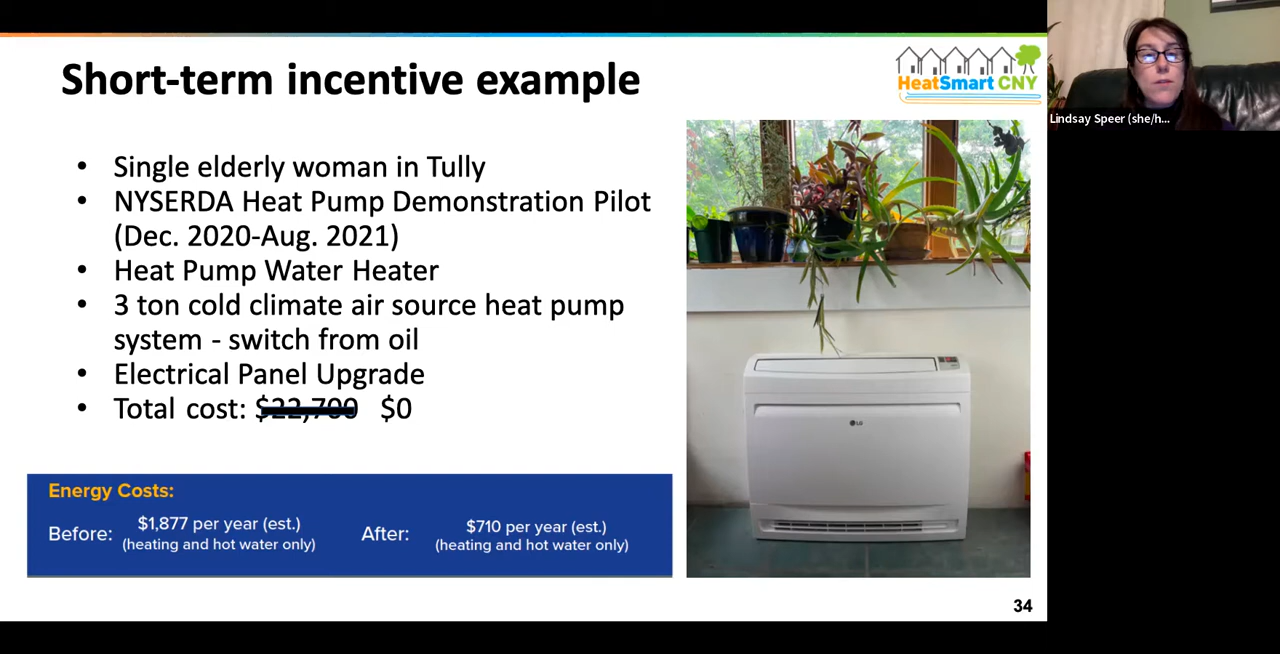 Short-term incentive example
HeatSmart CNY
Lindsay Speer (she/h...
• Single elderly woman in Tully
• NYSERDA Heat Pump Demonstration Pilot
(Dec. 2020-Aug. 2021)
• Heat Pump Water Heater
• 3 ton cold climate air source heat pump
system - switch from oil
• Electrical Panel Upgrade
• Total cost: $22,700 $0
LG
Energy Costs:
Before: $1,877 per year (est.)
(heating and hot water only)
After: $710 per year (est.)
(heating and hot water only)
34